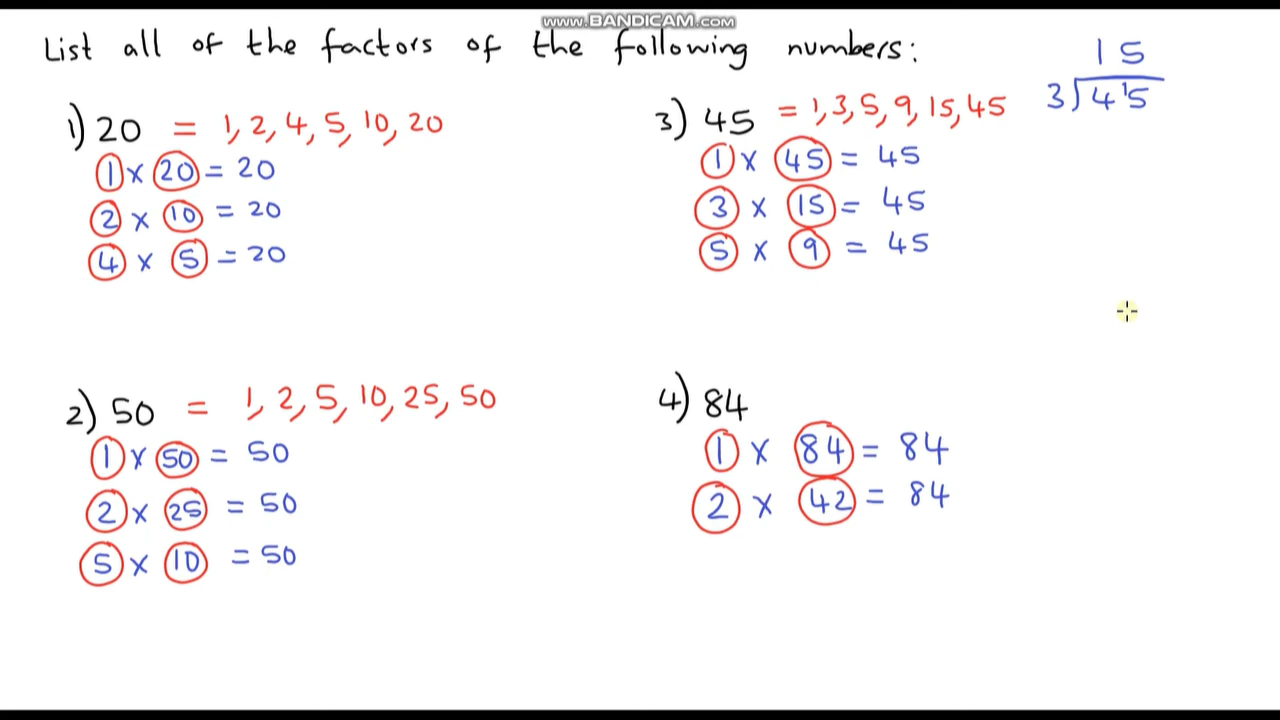 www.BANDICAM.com
List all of the factors of the following numbers:
1) 20 = 1, 2, 4, 5, 10, 20
1 x 20 = 20
2 x 10 = 20
4 x 5 = 20
2) 50 = 1, 2, 5, 10, 25, 50
1 x 50 = 50
2 x 25 = 50
5 x 10 = 50
3) 45 = 1, 3, 5, 9, 15, 45
1 x 45 = 45
3 x 15 = 45
5 x 9 = 45
15
3) 4 15
4) 84
1 x 84 = 84
2 x 42 = 84